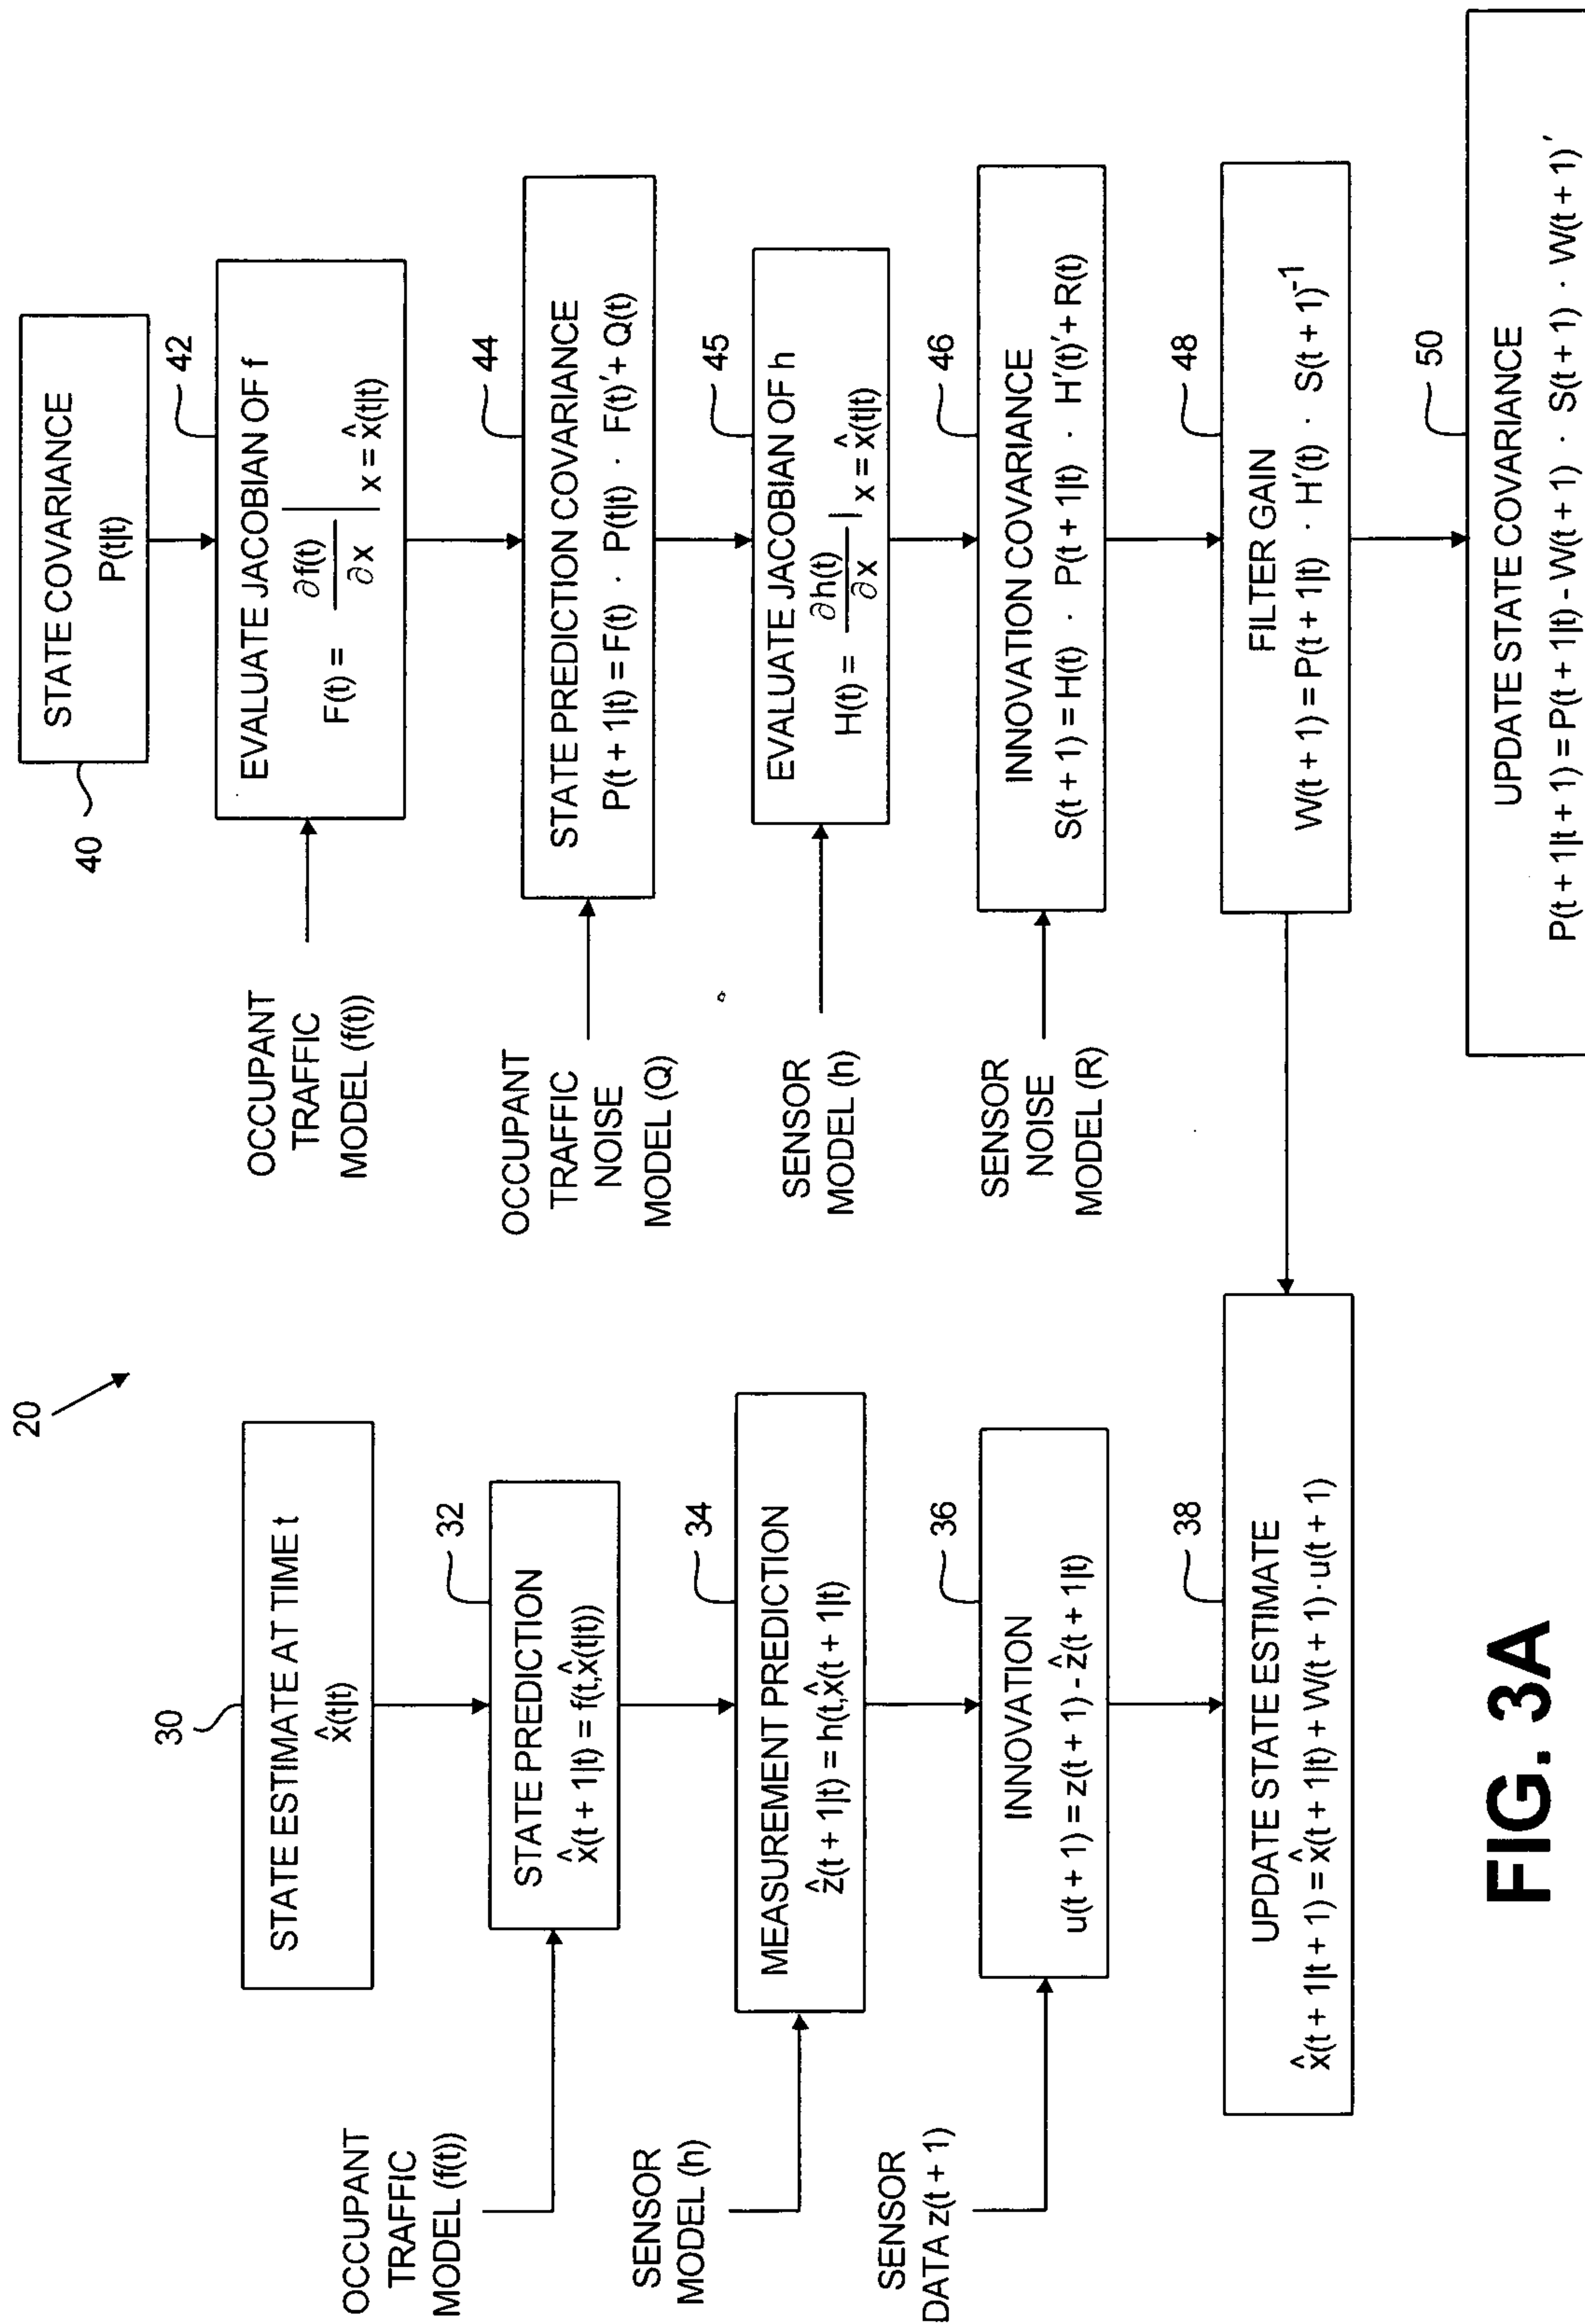 20
30
STATE ESTIMATE AT TIME t
x̂(t|t)
OCCUPANT
TRAFFIC
MODEL (f(t))
32
STATE PREDICTION
x̂(t + 1|t) = f(t,x̂(t|t))
SENSOR
MODEL (h)
34
MEASUREMENT PREDICTION
ẑ(t + 1|t) = h(t,x̂(t + 1|t)
SENSOR
DATA z(t + 1)
36
INNOVATION
u(t + 1) = z(t + 1) - ẑ(t + 1|t)
38
UPDATE STATE ESTIMATE
x̂(t + 1|t + 1) = x̂(t + 1|t) + W(t + 1) · u(t + 1)
40
STATE COVARIANCE
P(t|t)
OCCUPANT
TRAFFIC
MODEL (f(t))
42
EVALUATE JACOBIAN OF f
F(t) = ∂f(t)/∂x | x = x̂(t|t)
OCCUPANT
TRAFFIC
NOISE
MODEL (Q)
44
STATE PREDICTION COVARIANCE
P(t + 1|t) = F(t) · P(t|t) · F(t)′+ Q(t)
SENSOR
MODEL (h)
45
EVALUATE JACOBIAN OF h
H(t) = ∂h(t)/∂x | x = x̂(t|t)
SENSOR
NOISE
MODEL (R)
46
INNOVATION COVARIANCE
S(t + 1) = H(t) · P(t + 1|t) · H′(t)′+ R(t)
48
FILTER GAIN
W(t + 1) = P(t + 1|t) · H′(t) · S(t + 1)⁻¹
50
UPDATE STATE COVARIANCE
P(t + 1|t + 1) = P(t + 1|t) - W(t + 1) · S(t + 1) · W(t + 1)′
FIG. 3A